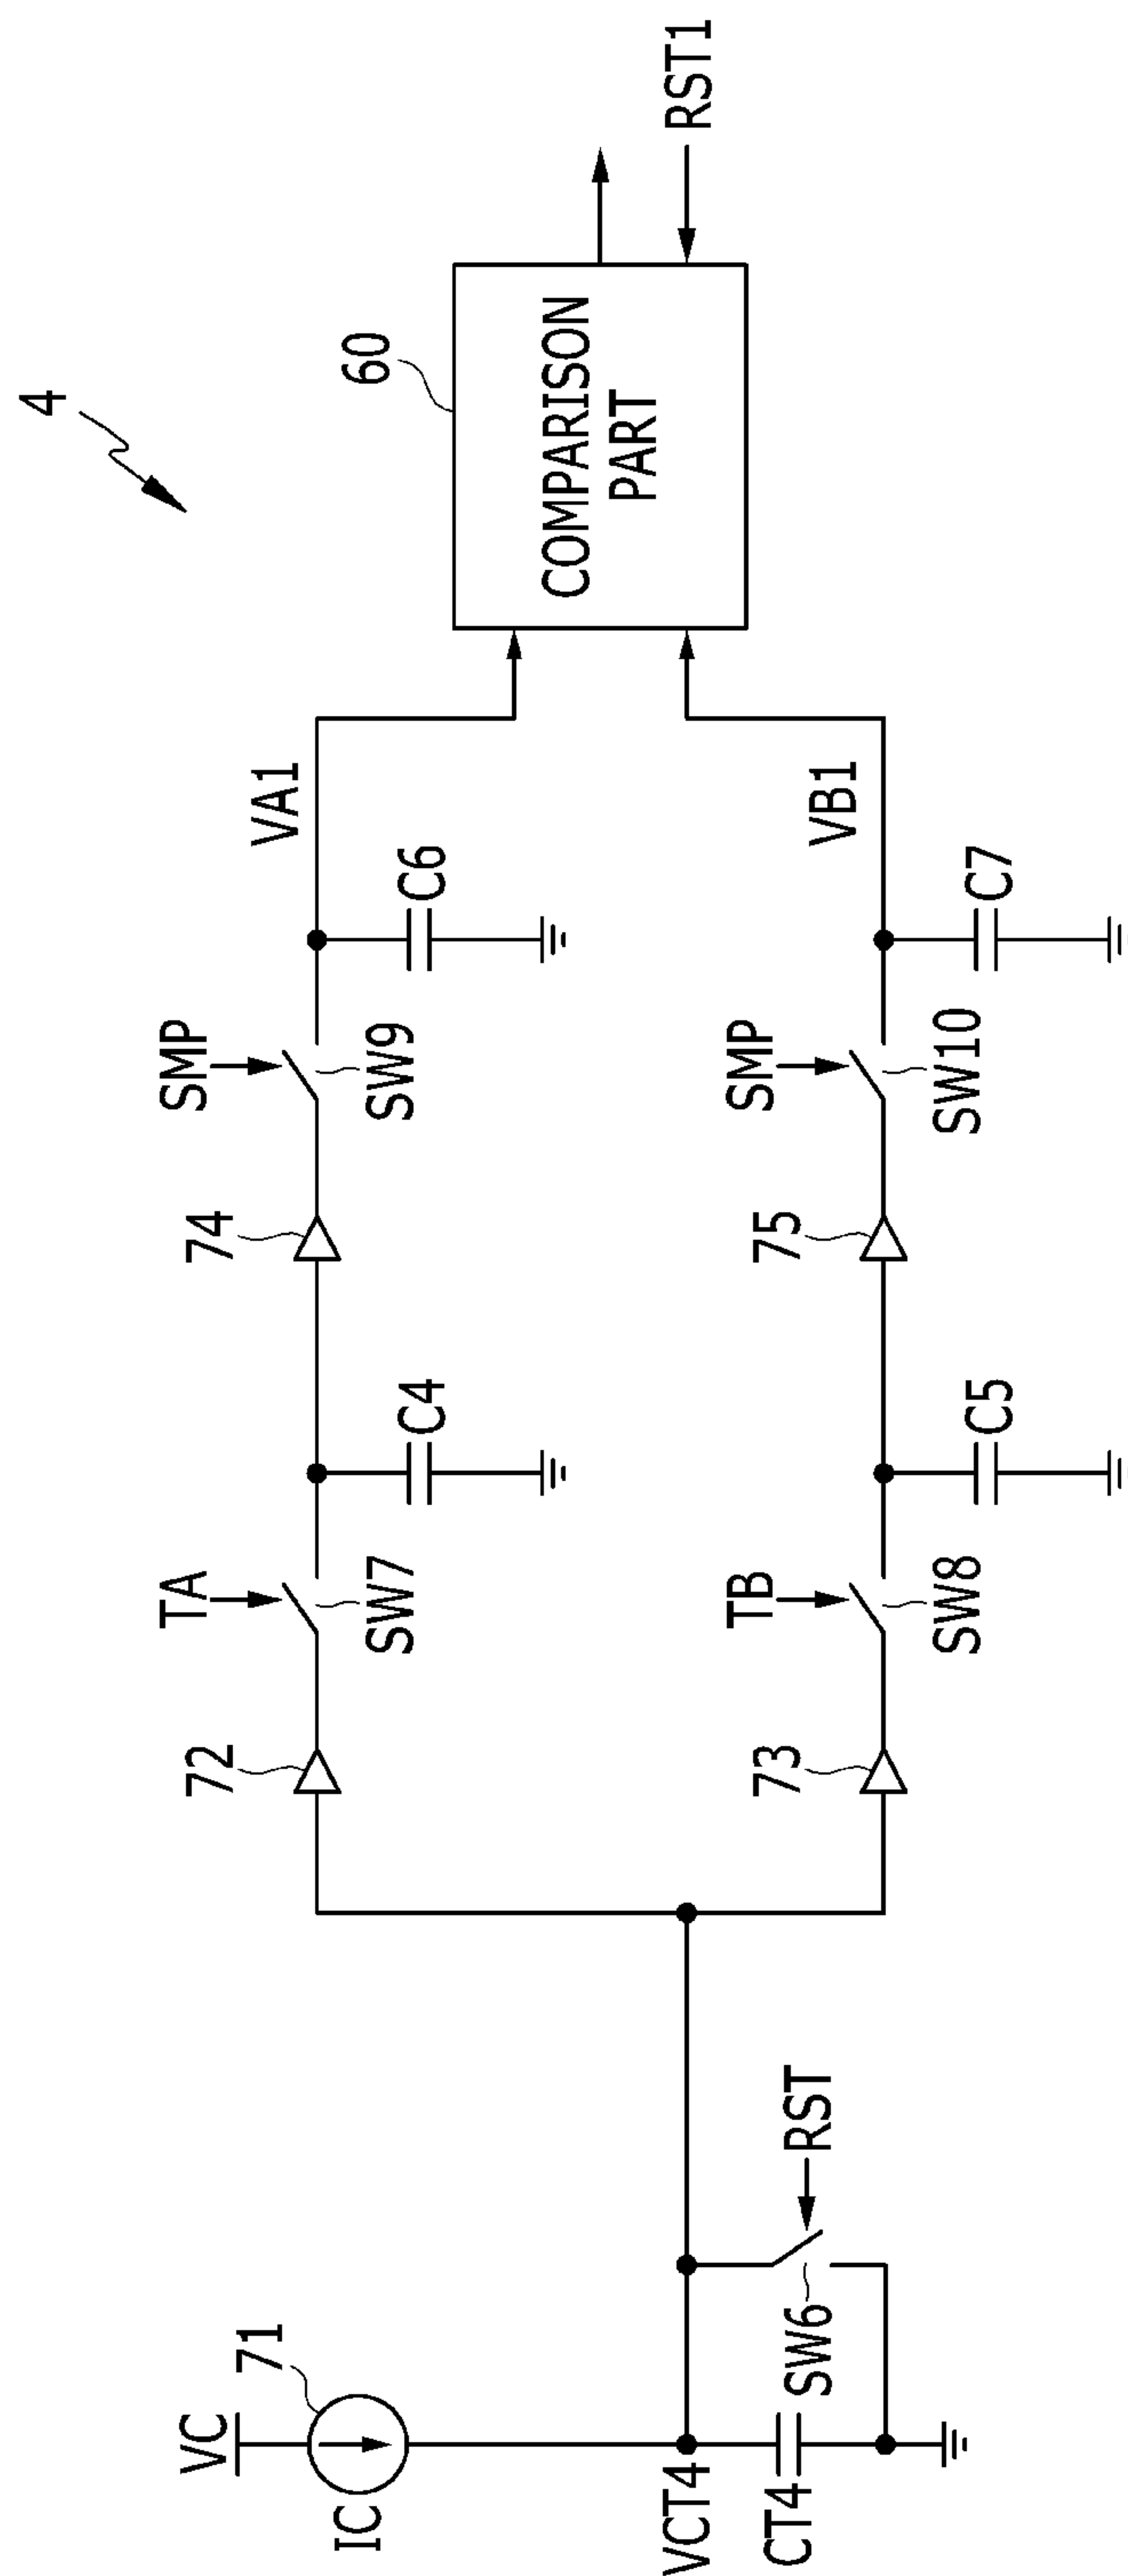 4
VC
71
IC
VCT4
CT4
SW6
RST
72
TA
SW7
C4
74
SMP
SW9
C6
VA1
73
TB
SW8
C5
75
SMP
SW10
C7
VB1
60
COMPARISON
PART
RST1